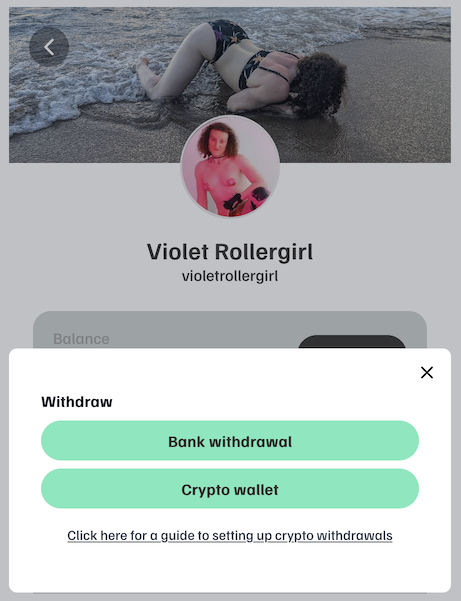 Violet Rollergirl
violetrollergirl
Balance
Withdraw
Bank withdrawal
Crypto wallet
Click here for a guide to setting up crypto withdrawals